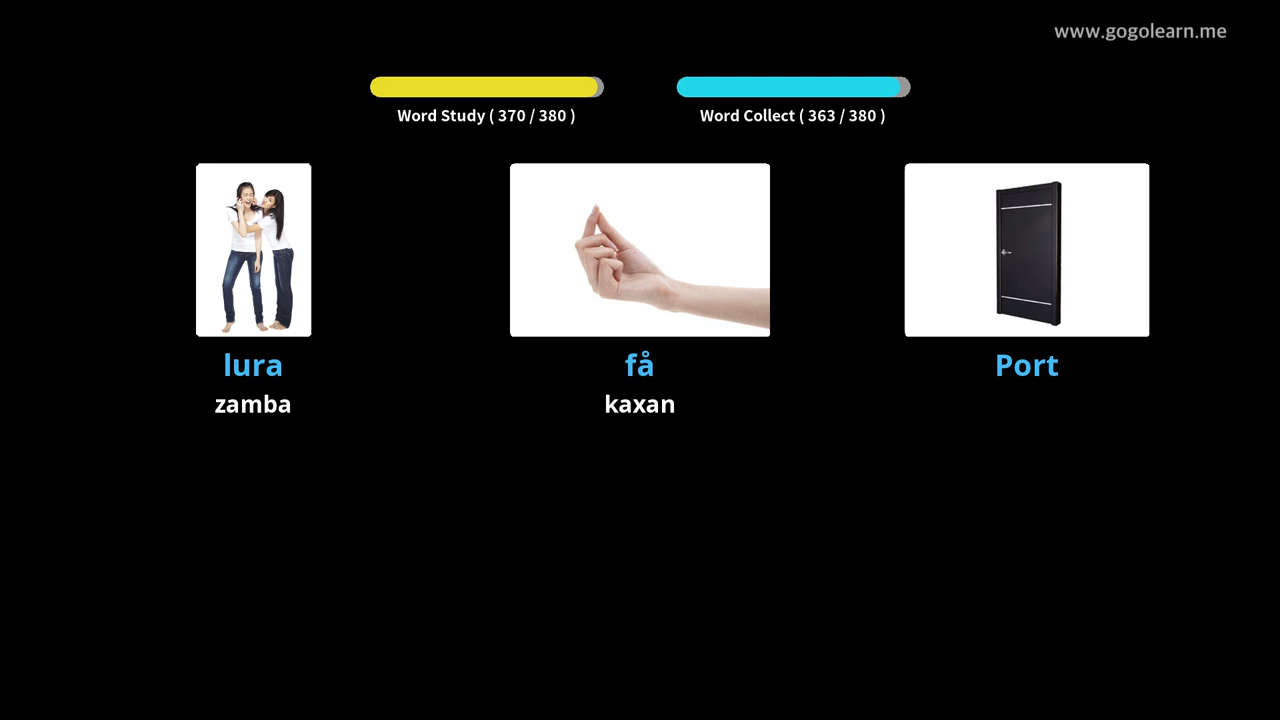 www.gogolearn.me
Word Study ( 370 / 380 )
Word Collect ( 363 / 380 )
lura
zamba
få
kaxan
Port